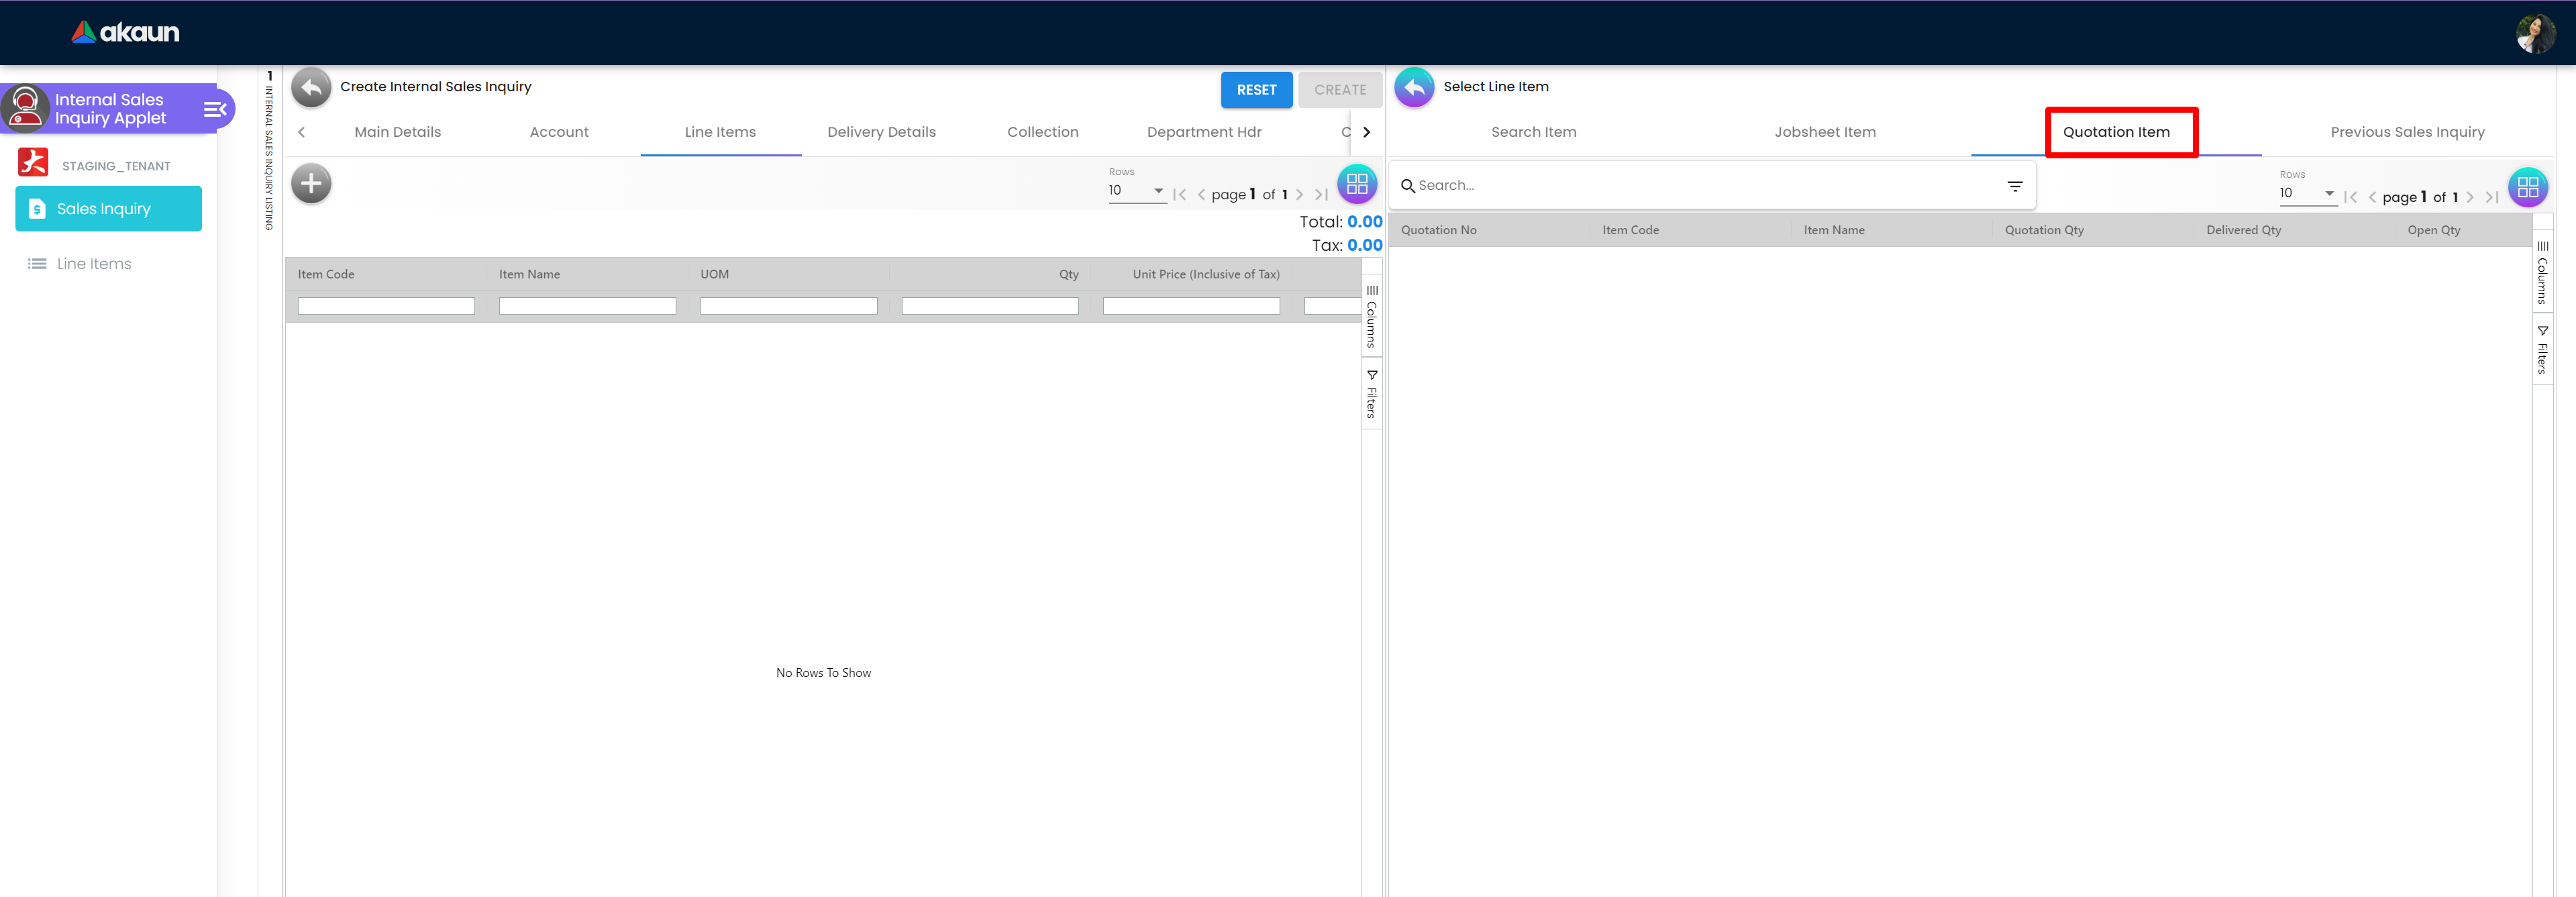 akaun
Internal Sales
Inquiry Applet
STAGING_TENANT
Sales Inquiry
Line Items
1
INTERNAL SALES INQUIRY LISTING
Create Internal Sales Inquiry
RESET
CREATE
Main Details
Account
Line Items
Delivery Details
Collection
Department Hdr
C
Rows
10
page 1 of 1
Total: 0.00
Tax: 0.00
Item Code
Item Name
UOM
Qty
Unit Price (Inclusive of Tax)
Columns
Filters
No Rows To Show
Select Line Item
Search Item
Jobsheet Item
Quotation Item
Previous Sales Inquiry
Search...
Rows
10
page 1 of 1
Quotation No
Item Code
Item Name
Quotation Qty
Delivered Qty
Open Qty
Columns
Filters